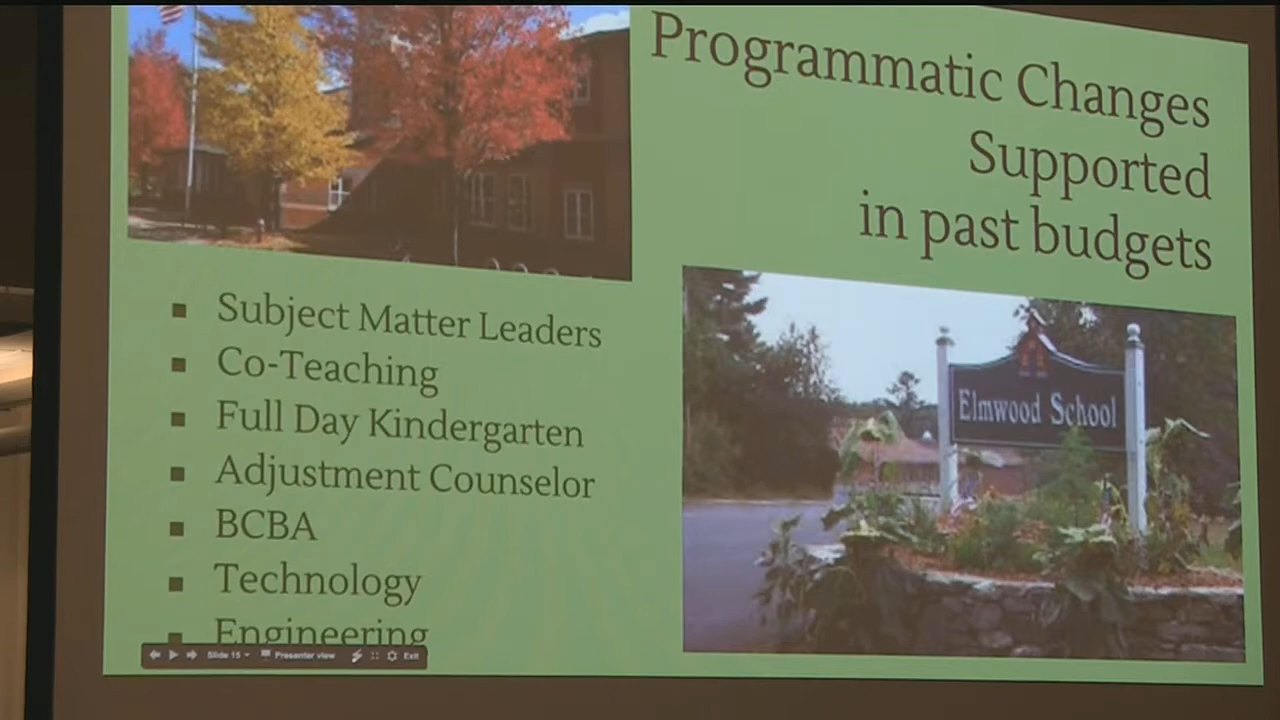 Programmatic Changes
Supported
in past budgets
▪ Subject Matter Leaders
▪ Co-Teaching
▪ Full Day Kindergarten
▪ Adjustment Counselor
▪ BCBA
▪ Technology
▪ Engineering
Elmwood School
Slide 15 Presenter view Exit